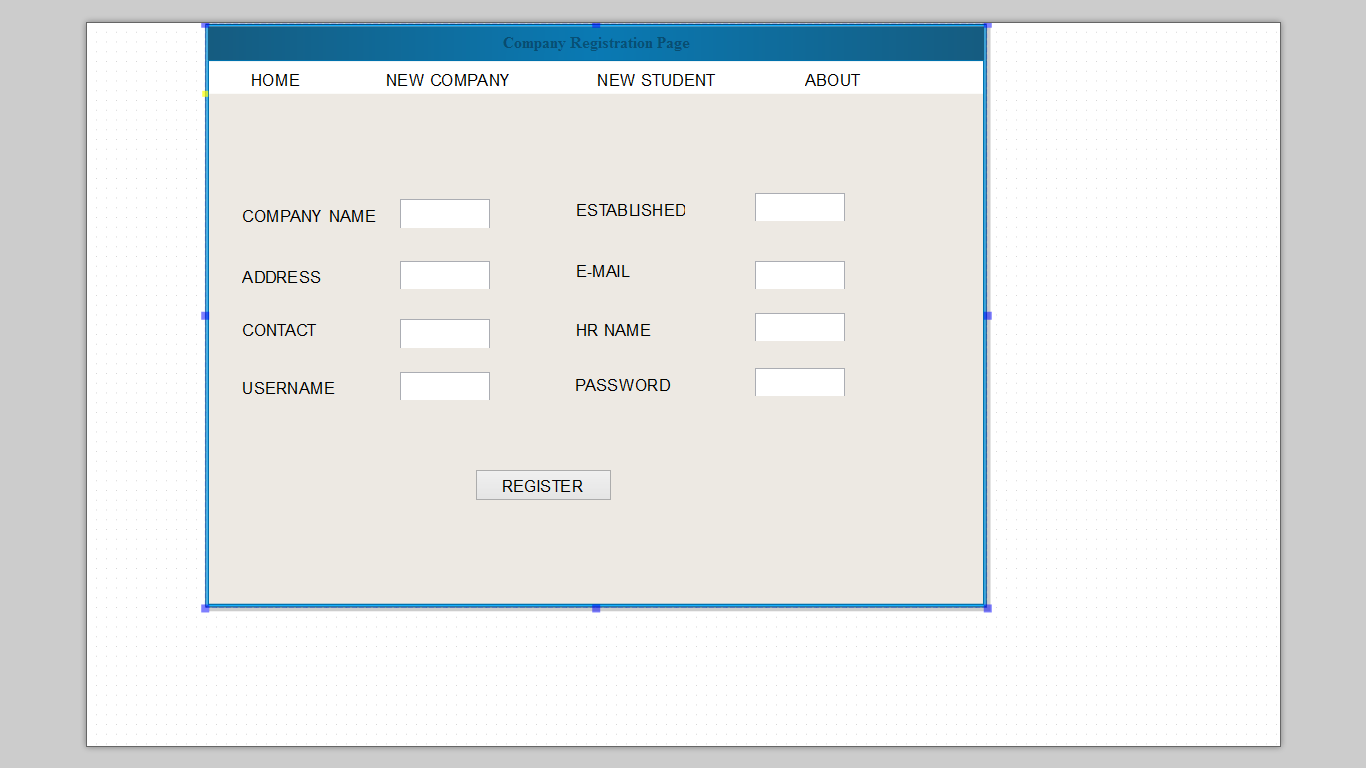 Company Registration Page
HOME NEW COMPANY NEW STUDENT ABOUT
COMPANY NAME ESTABLISHED
ADDRESS E-MAIL
CONTACT HR NAME
USERNAME PASSWORD
REGISTER